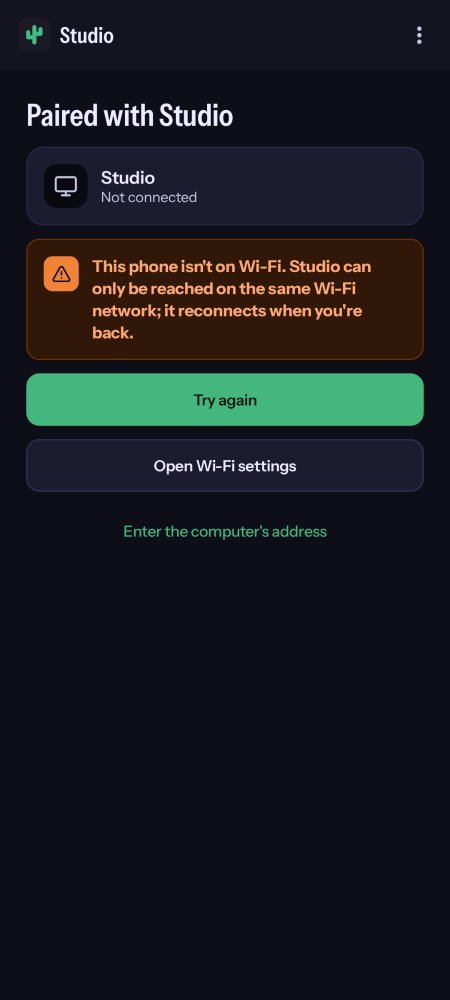 Studio
Paired with Studio
Studio
Not connected
This phone isn't on Wi-Fi. Studio can
only be reached on the same Wi-Fi
network; it reconnects when you're
back.
Try again
Open Wi-Fi settings
Enter the computer's address